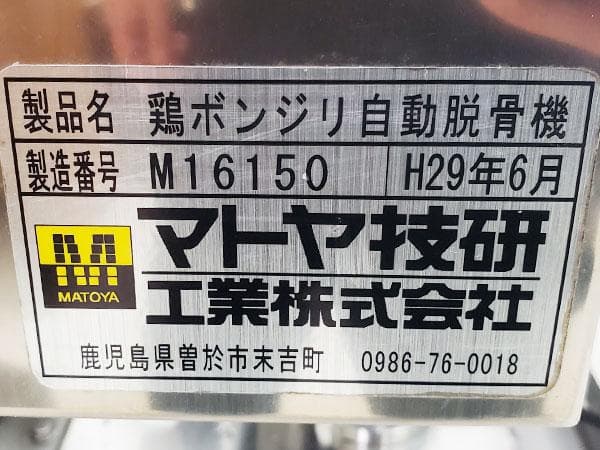 製品名 鶏ボンジリ自動脱骨機
製造番号 M16150 H29年6月
MATOYA
マトヤ技研
工業株式会社
鹿児島県曽於市末吉町 0986-76-0018